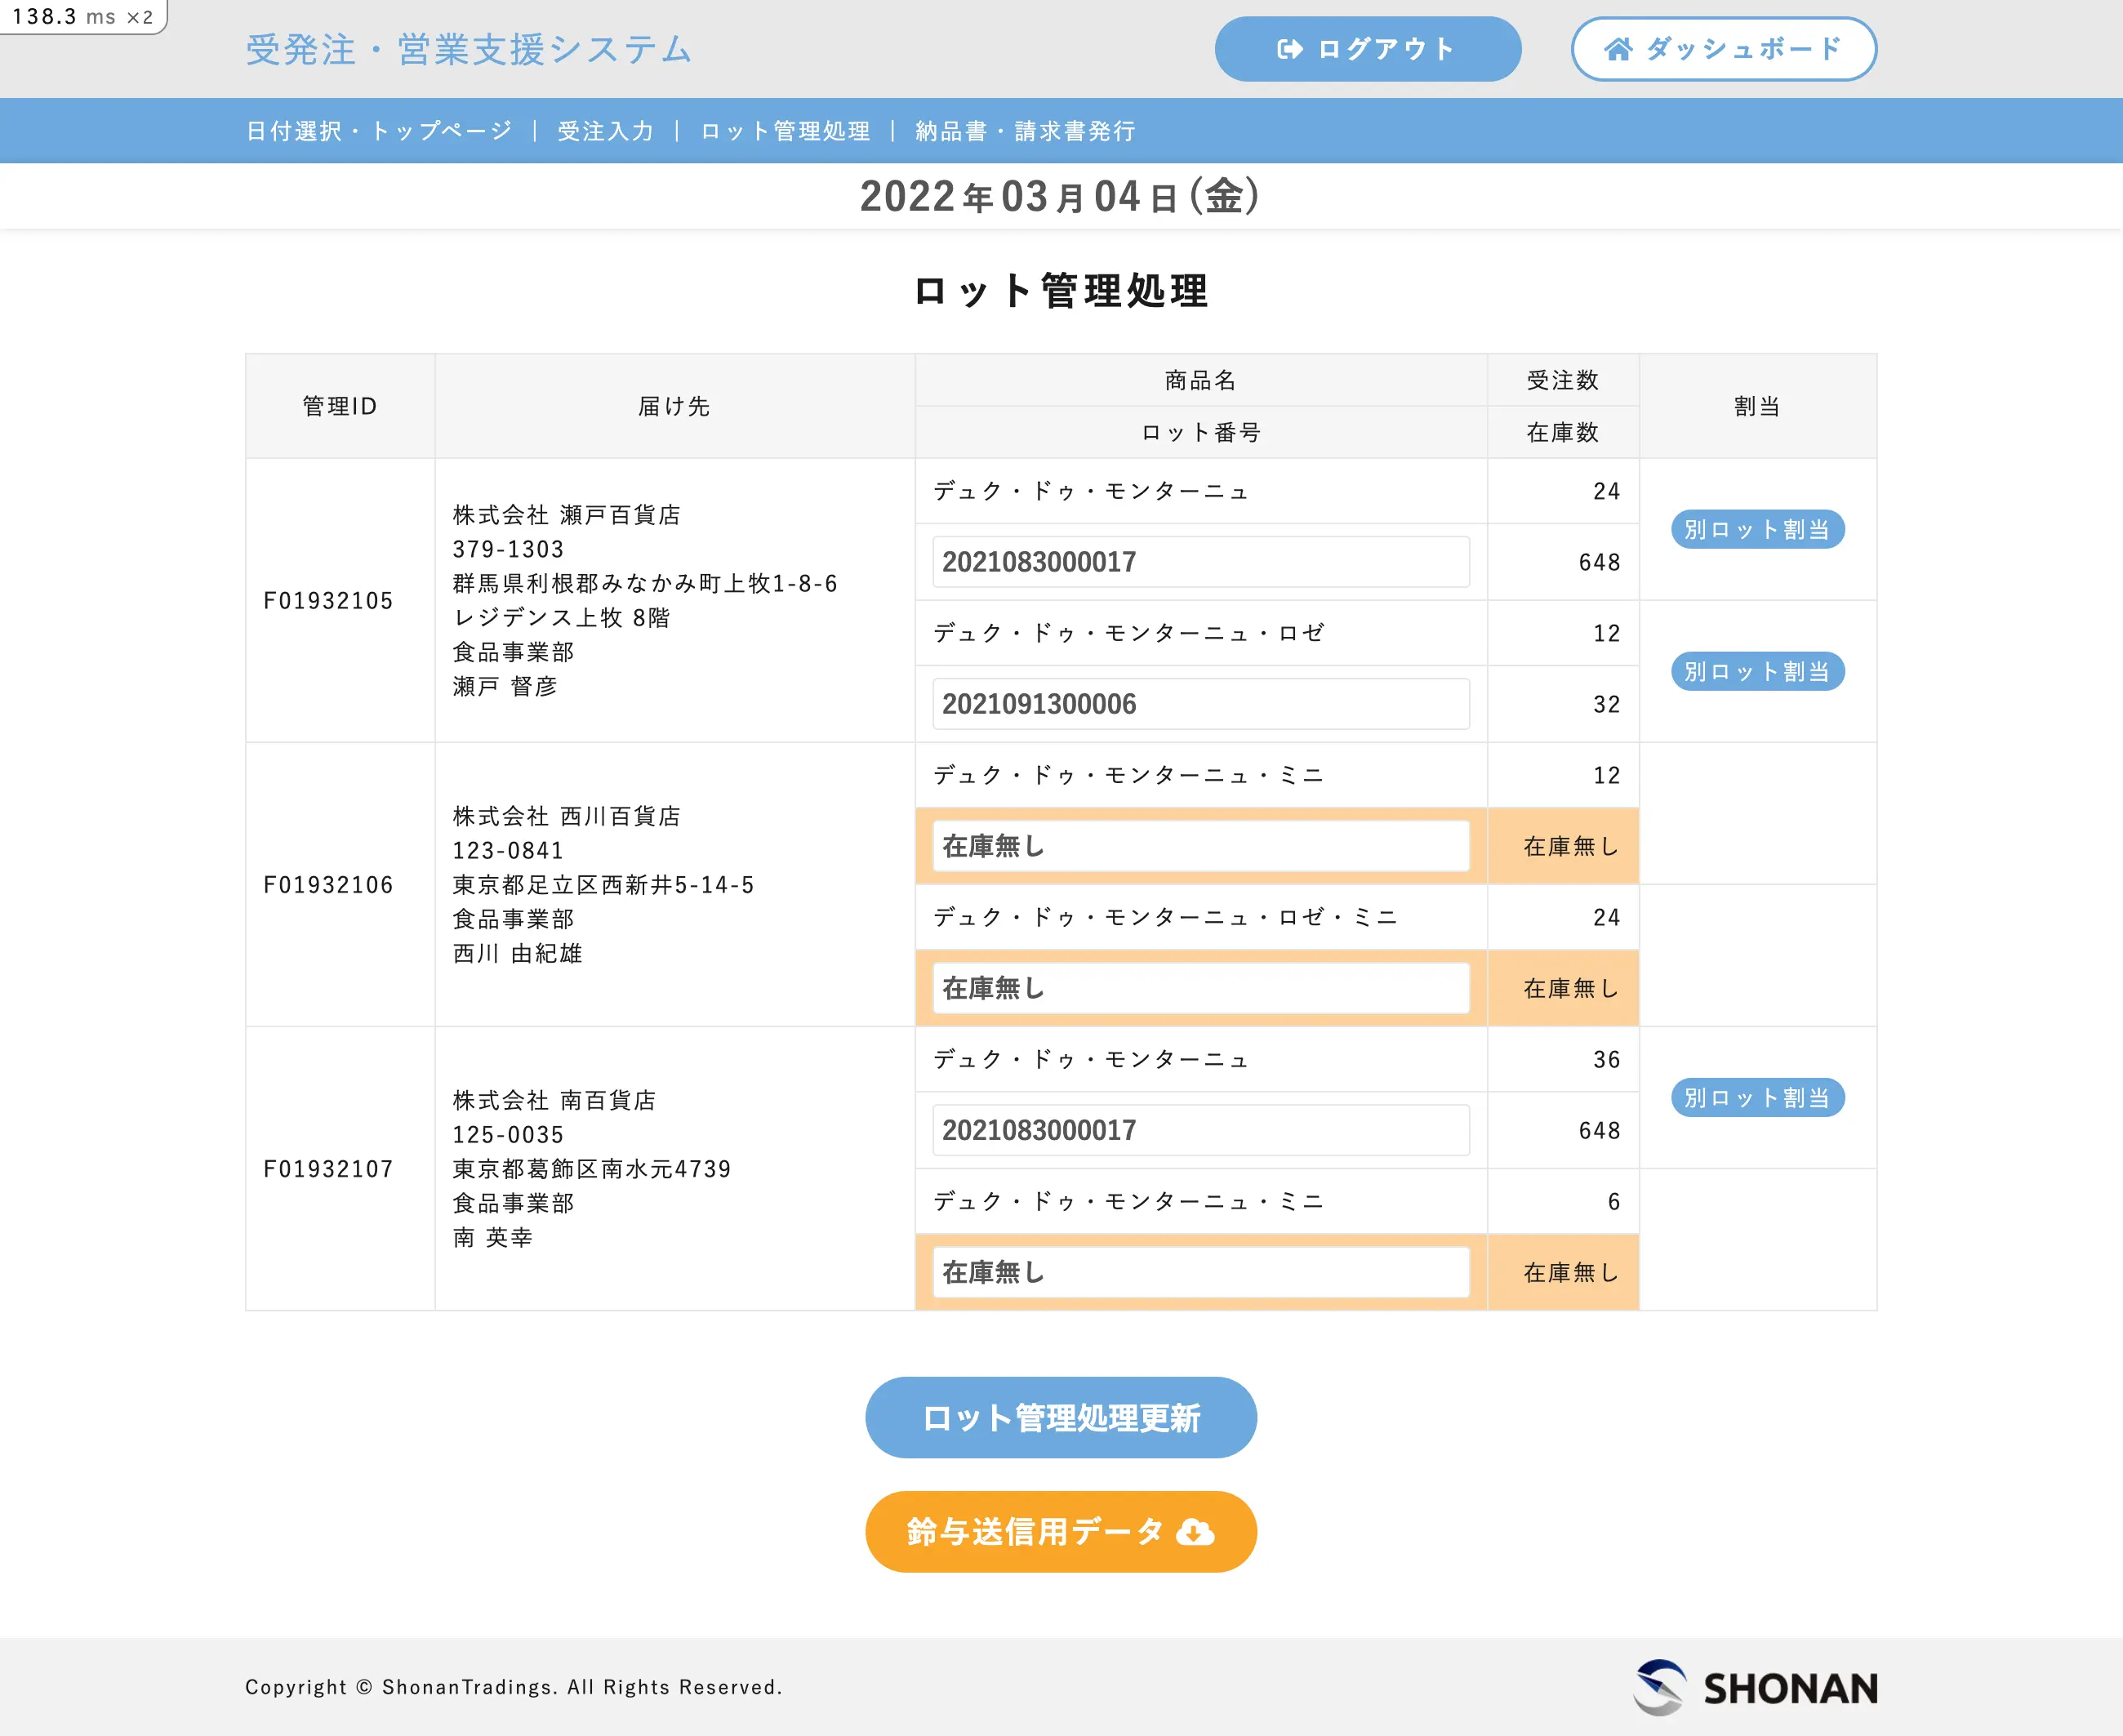 138.3 ms ×2
受発注・営業支援システム
ログアウト
ダッシュボード
日付選択・トップページ | 受注入力 | ロット管理処理 | 納品書・請求書発行
2022年03月04日(金)
ロット管理処理
管理ID 届け先 商品名 受注数 割当
ロット番号 在庫数
F01932105
株式会社 瀬戸百貨店
379-1303
群馬県利根郡みなかみ町上牧1-8-6
レジデンス上牧 8階
食品事業部
瀬戸 督彦
デュク・ドゥ・モンターニュ 24
2021083000017 648
別ロット割当
デュク・ドゥ・モンターニュ・ロゼ 12
2021091300006 32
別ロット割当
F01932106
株式会社 西川百貨店
123-0841
東京都足立区西新井5-14-5
食品事業部
西川 由紀雄
デュク・ドゥ・モンターニュ・ミニ 12
在庫無し 在庫無し
デュク・ドゥ・モンターニュ・ロゼ・ミニ 24
在庫無し 在庫無し
F01932107
株式会社 南百貨店
125-0035
東京都葛飾区南水元4739
食品事業部
南 英幸
デュク・ドゥ・モンターニュ 36
2021083000017 648
別ロット割当
デュク・ドゥ・モンターニュ・ミニ 6
在庫無し 在庫無し
ロット管理処理更新
鈴与送信用データ
Copyright © ShonanTradings. All Rights Reserved.
SHONAN